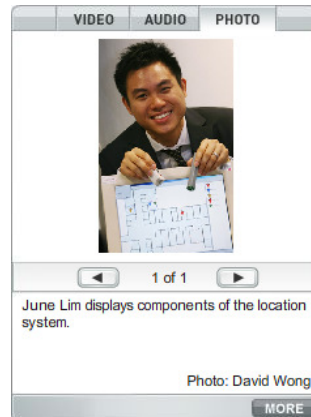 VIDEO AUDIO PHOTO
1 of 1
June Lim displays components of the location
system.
Photo: David Wong
MORE